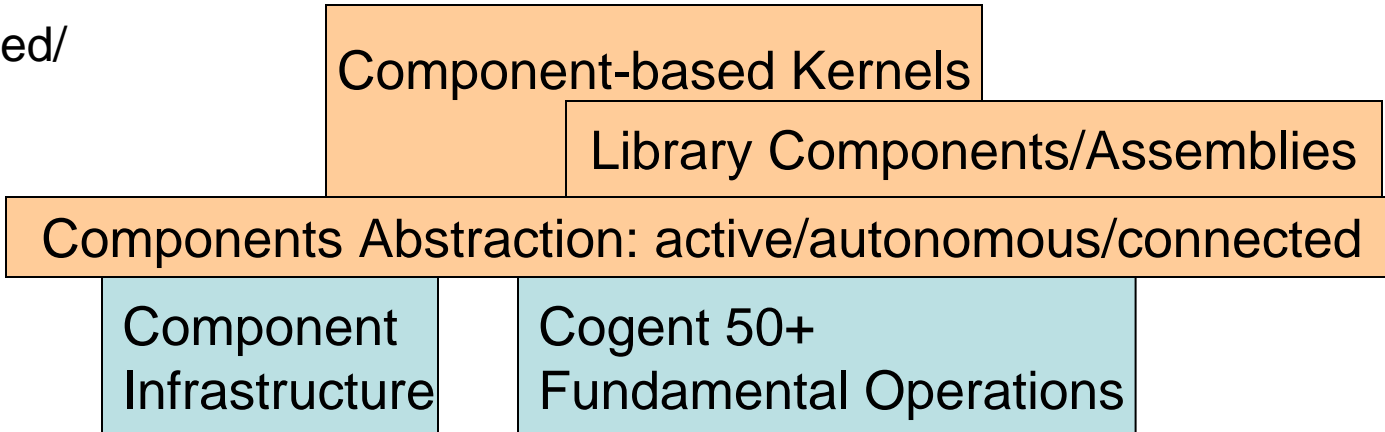 ed/
Component-based Kernels
Library Components/Assemblies
Components Abstraction: active/autonomous/connected
Component
Infrastructure
Cogent 50+
Fundamental Operations